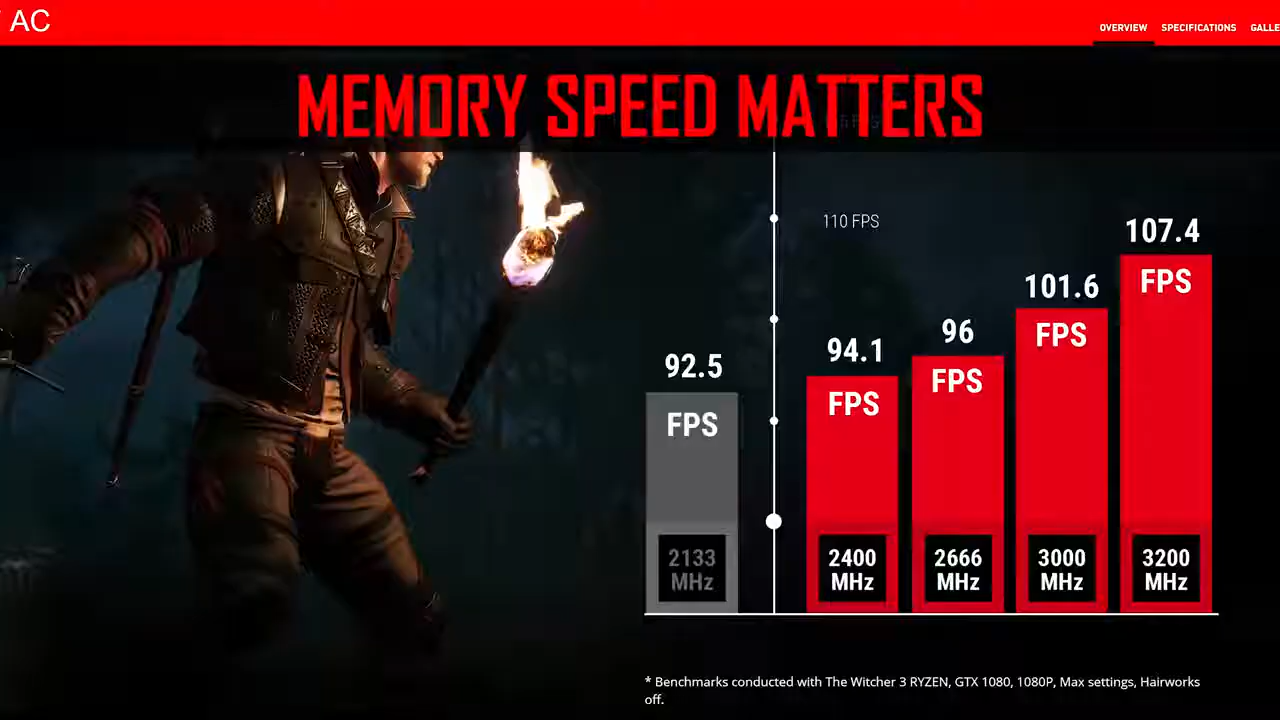 AC
OVERVIEW SPECIFICATIONS GALLE
MEMORY SPEED MATTERS
110 FPS
92.5
FPS
2133
MHz
94.1
FPS
2400
MHz
96
FPS
2666
MHz
101.6
FPS
3000
MHz
107.4
FPS
3200
MHz
* Benchmarks conducted with The Witcher 3 RYZEN, GTX 1080, 1080P, Max settings, Hairworks
off.